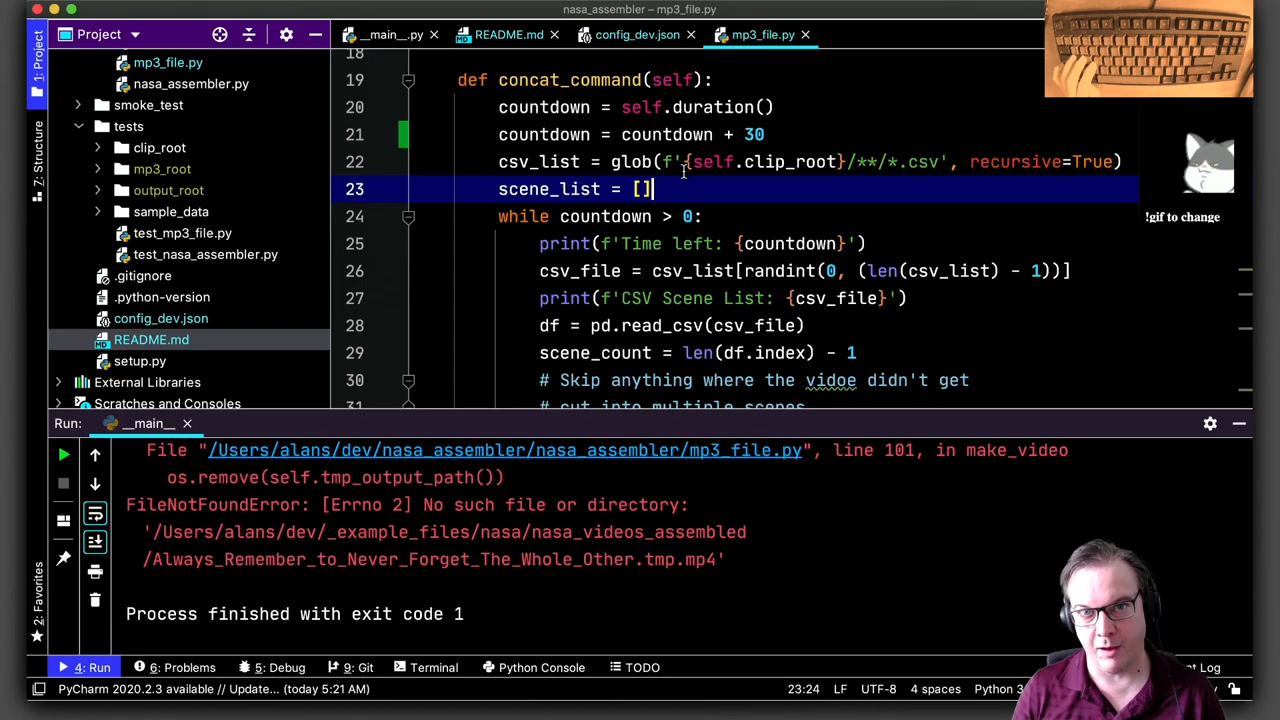 nasa_assembler – mp3_file.py
Project
__main__.py
README.md
config_dev.json
mp3_file.py
mp3_file.py
nasa_assembler.py
smoke_test
tests
clip_root
mp3_root
output_root
sample_data
test_mp3_file.py
test_nasa_assembler.py
.gitignore
.python-version
config_dev.json
README.md
setup.py
External Libraries
Scratches and Consoles
1: Project
7: Structure
2: Favorites
18
19 def concat_command(self):
20 countdown = self.duration()
21 countdown = countdown + 30
22 csv_list = glob(f'{self.clip_root}/**/*.csv', recursive=True)
23 scene_list = []
24 while countdown > 0:
25 print(f'Time left: {countdown}')
26 csv_file = csv_list[randint(0, (len(csv_list) - 1))]
27 print(f'CSV Scene List: {csv_file}')
28 df = pd.read_csv(csv_file)
29 scene_count = len(df.index) - 1
30 # Skip anything where the vidoe didn't get
31 # cut into multiple scenes
!gif to change
Run: __main__
File "/Users/alans/dev/nasa_assembler/nasa_assembler/mp3_file.py", line 101, in make_video
os.remove(self.tmp_output_path())
FileNotFoundError: [Errno 2] No such file or directory:
'/Users/alans/dev/_example_files/nasa/nasa_videos_assembled
/Always_Remember_to_Never_Forget_The_Whole_Other.tmp.mp4'
Process finished with exit code 1
4: Run 6: Problems 5: Debug 9: Git Terminal Python Console TODO
t Log
PyCharm 2020.2.3 available // Update... (today 5:21 AM) 23:24 LF UTF-8 4 spaces Python 3